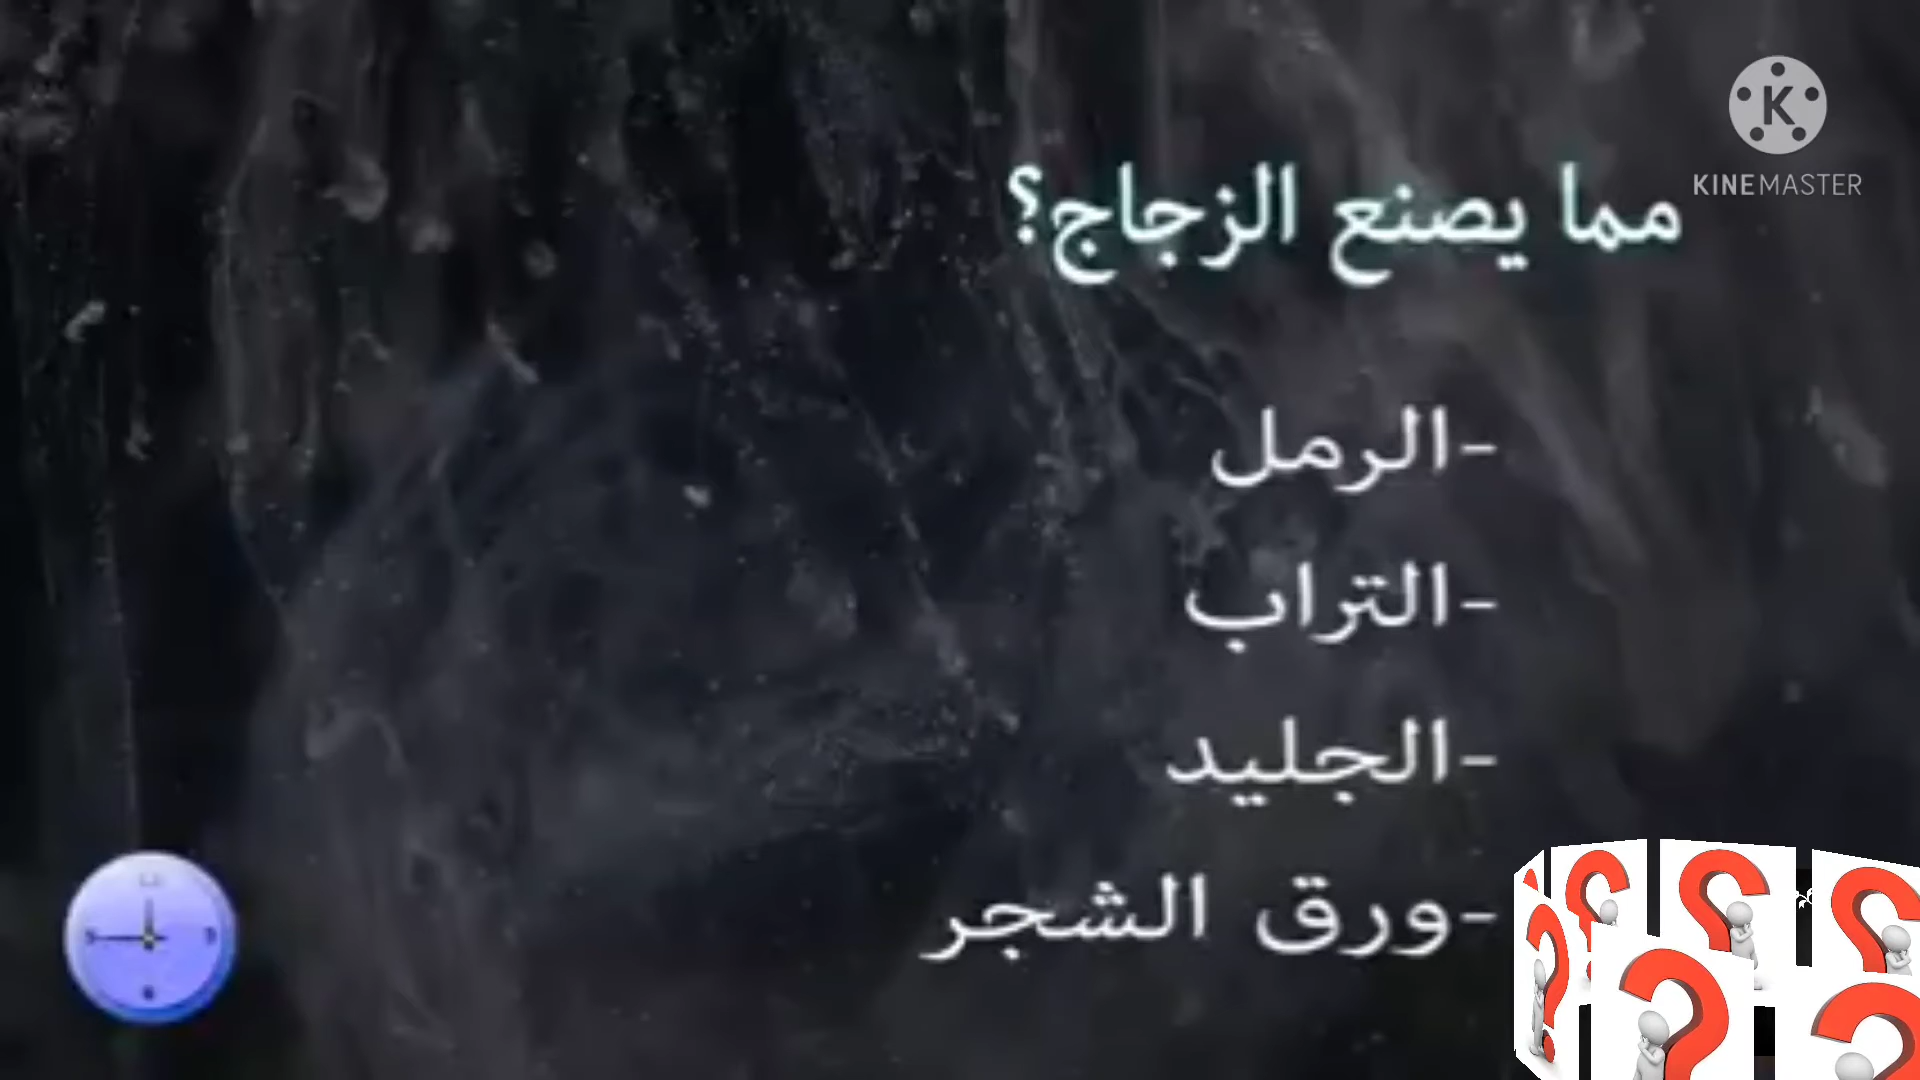 KINEMASTER
مما يصنع الزجاج؟
-الرمل
-التراب
-الجليد
-ورق الشجر